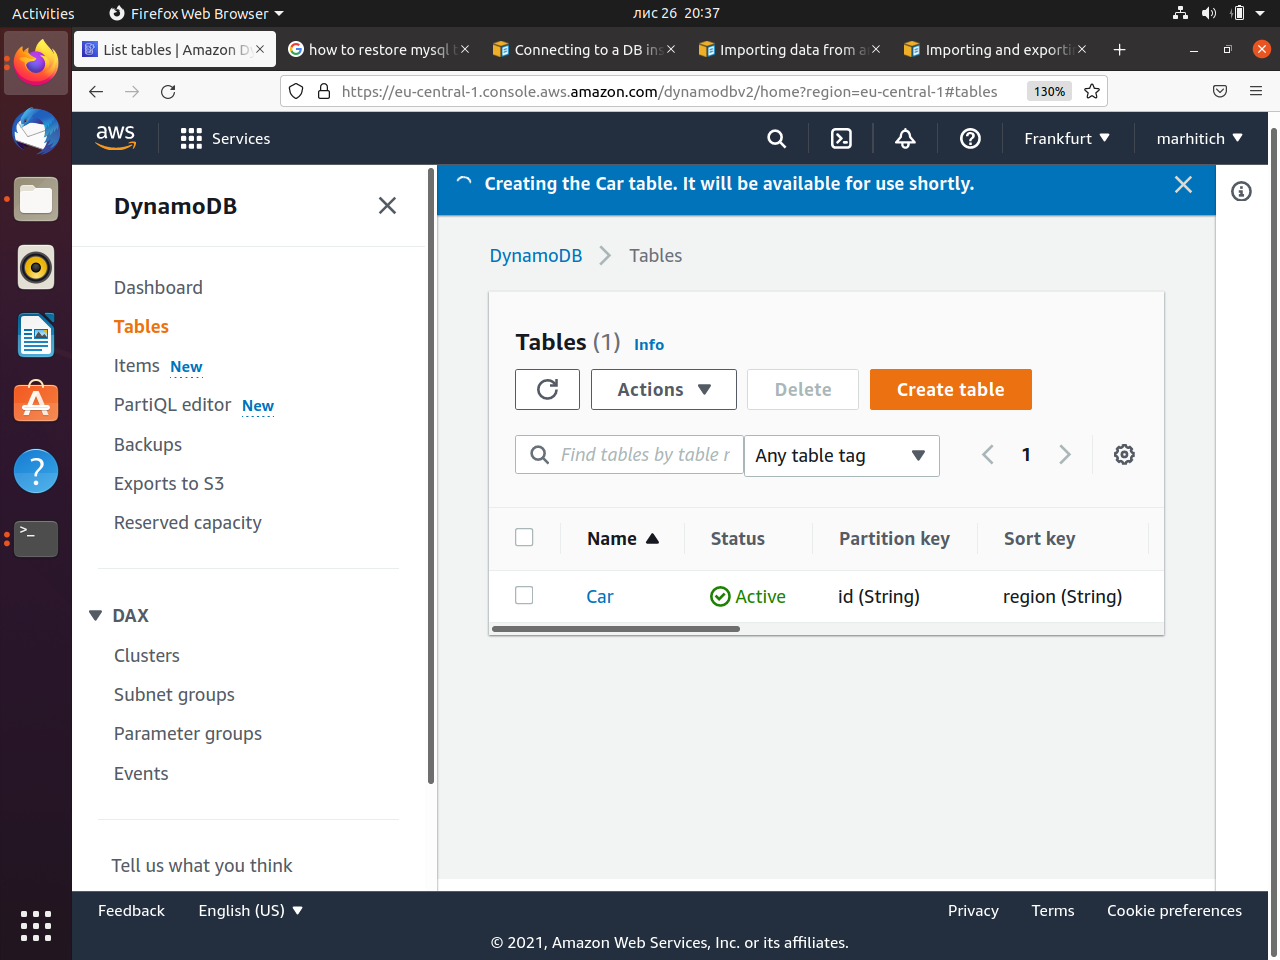 Activities
Firefox Web Browser
лис 26 20:37
List tables | Amazon Dy
how to restore mysql t
Connecting to a DB ins
Importing data from a
Importing and exporti
https://eu-central-1.console.aws.amazon.com/dynamodbv2/home?region=eu-central-1#tables
130%
aws
Services
Frankfurt
marhitich
DynamoDB
Dashboard
Tables
Items New
PartiQL editor New
Backups
Exports to S3
Reserved capacity
DAX
Clusters
Subnet groups
Parameter groups
Events
Tell us what you think
Creating the Car table. It will be available for use shortly.
DynamoDB
Tables
Tables (1) Info
Actions
Delete
Create table
Find tables by table n
Any table tag
1
Name
Status
Partition key
Sort key
Car
Active
id (String)
region (String)
Feedback
English (US)
Privacy
Terms
Cookie preferences
© 2021, Amazon Web Services, Inc. or its affiliates.